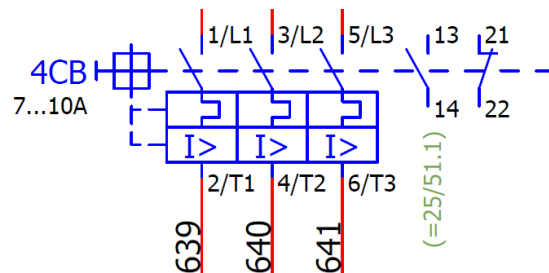 1/L1 3/L2 5/L3 13 21
4CB
7...10A
14 22
I> I> I>
2/T1 4/T2 6/T3
(=25/51.1)
639 640 641